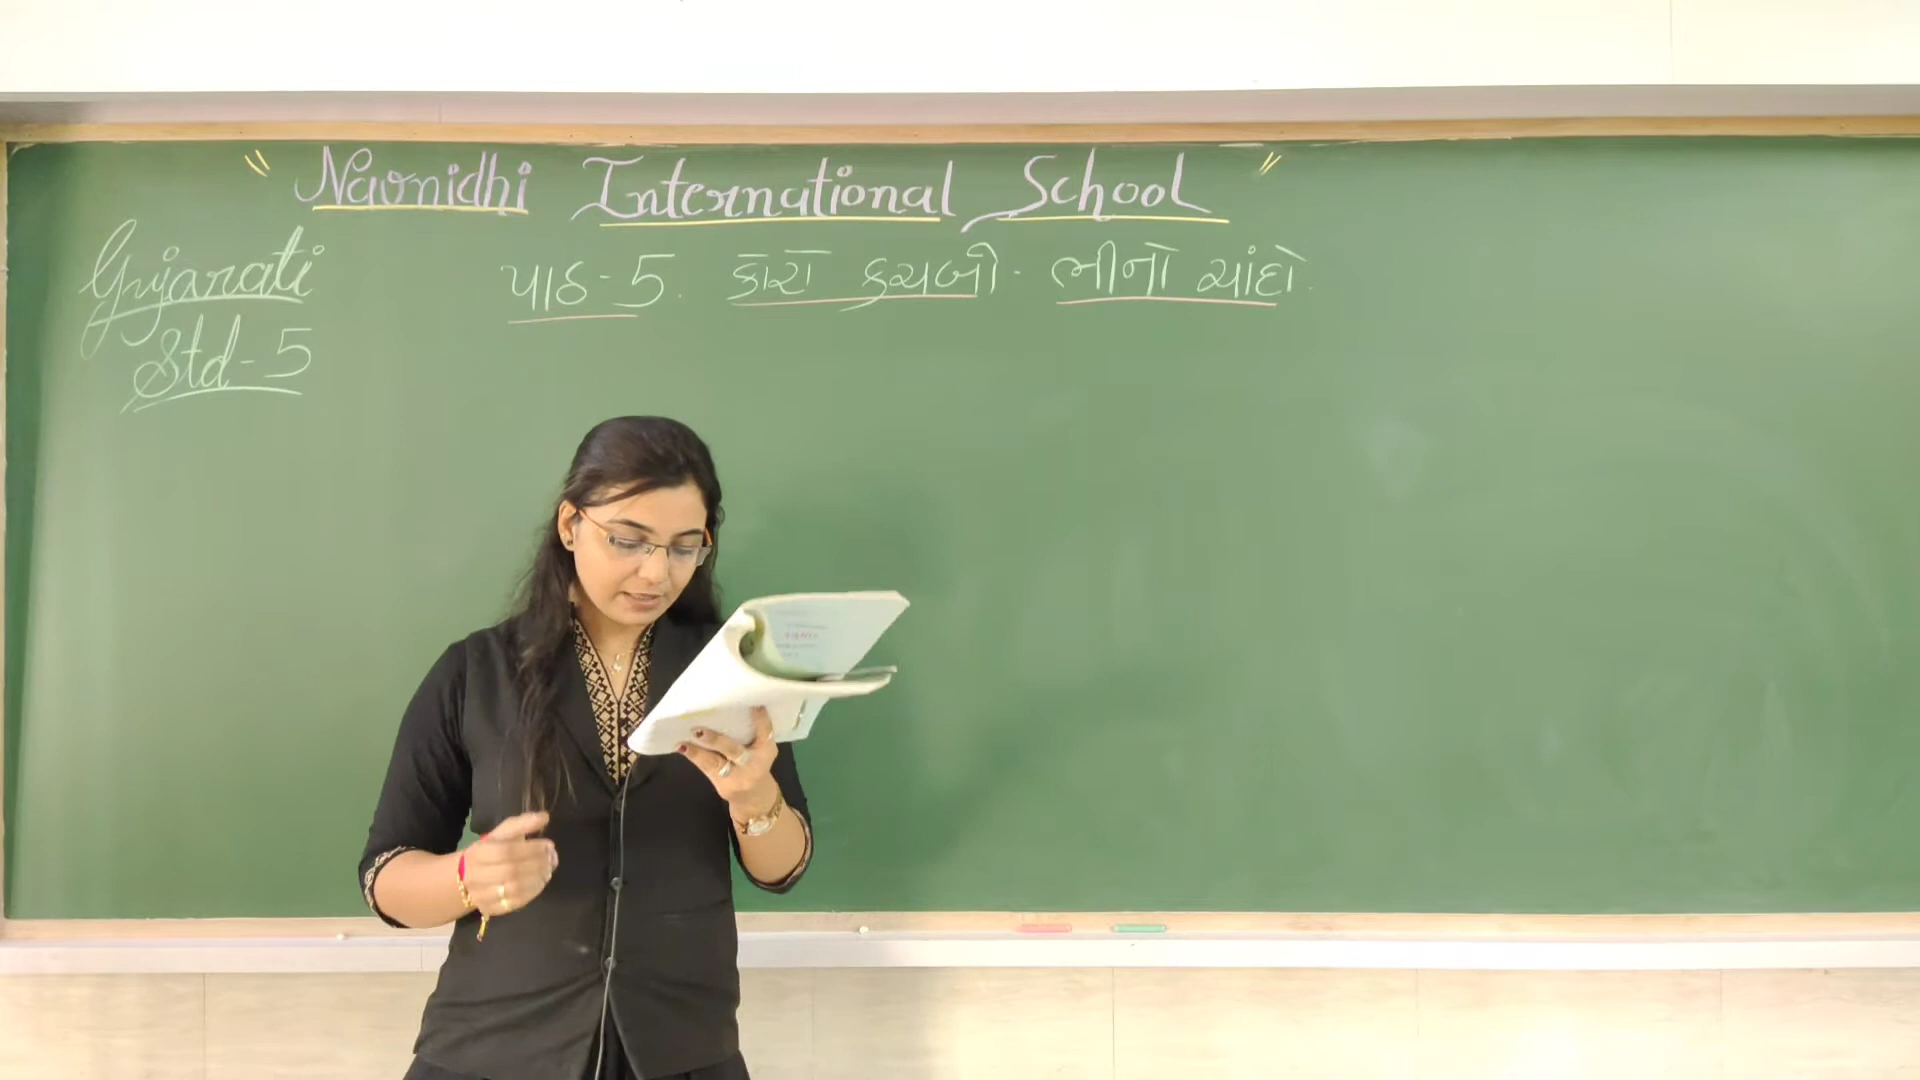 "Navnidhi International School"
Gujarati
પાઠ-5. કારો કચબો. ભીનો ચાંદો.
Std-5